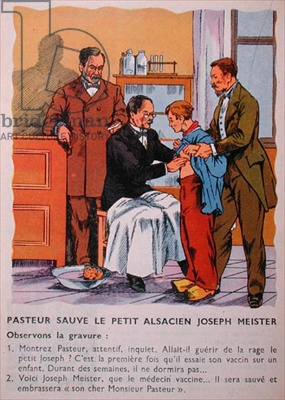 bridgeman
PASTEUR SAUVE LE PETIT ALSACIEN JOSEPH MEISTER
Observons la gravure :
1. Montrez Pasteur, attentif, inquiet. Allait-il guérir de la rage le
petit Joseph ? C'est la première fois qu'il essaie son vaccin sur un
enfant. Durant des semaines, il ne dormira pas...
2. Voici Joseph Meister, que le médecin vaccine... Il sera sauvé et
embrassera « son cher Monsieur Pasteur ».